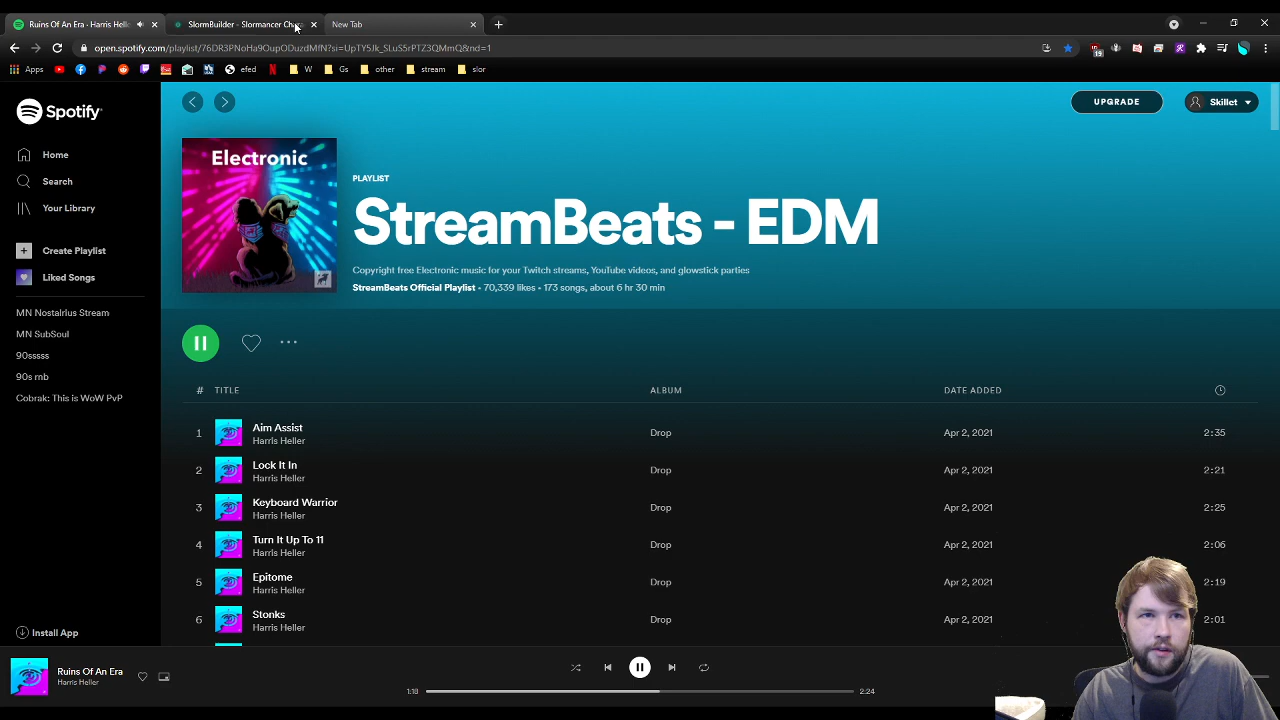 Ruins Of An Era - Harris Helle
SlormBuilder - Slormancer Chara
New Tab
open.spotify.com/playlist/76DR3PNoHa9OupODuzdMfN?si=UpTY5Jk_SLuS5rPTZ3QMmQ&nd=1
19
Apps
efed
W
Gs
other
stream
slor
Spotify
UPGRADE
Skillet
Home
Search
Your Library
Create Playlist
Liked Songs
MN Nostalrius Stream
MN SubSoul
90sssss
90s rnb
Cobrak: This is WoW PvP
Install App
Electronic
PLAYLIST
StreamBeats - EDM
Copyright free Electronic music for your Twitch streams, YouTube videos, and glowstick parties
StreamBeats Official Playlist • 70,339 likes • 173 songs, about 6 hr 30 min
# TITLE ALBUM DATE ADDED
1 Aim Assist Drop Apr 2, 2021 2:35
Harris Heller
2 Lock It In Drop Apr 2, 2021 2:21
Harris Heller
3 Keyboard Warrior Drop Apr 2, 2021 2:25
Harris Heller
4 Turn It Up To 11 Drop Apr 2, 2021 2:06
Harris Heller
5 Epitome Drop Apr 2, 2021 2:19
Harris Heller
6 Stonks Drop Apr 2, 2021 2:01
Harris Heller
Ruins Of An Era
Harris Heller
1:18 2:24